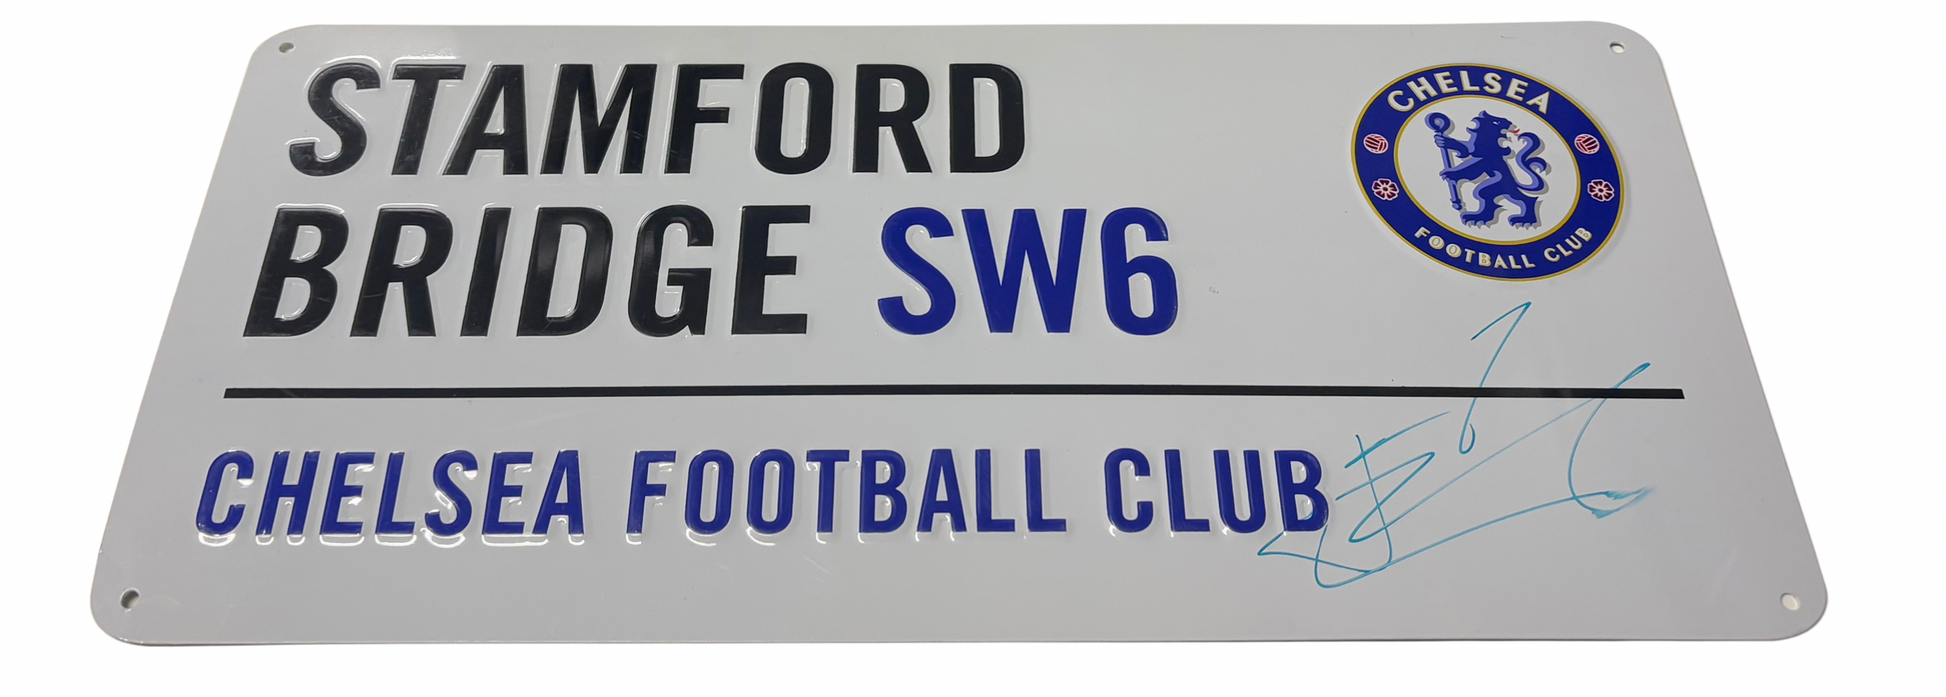 STAMFORD
BRIDGE SW6
CHELSEA FOOTBALL CLUB
CHELSEA
FOOTBALL CLUB